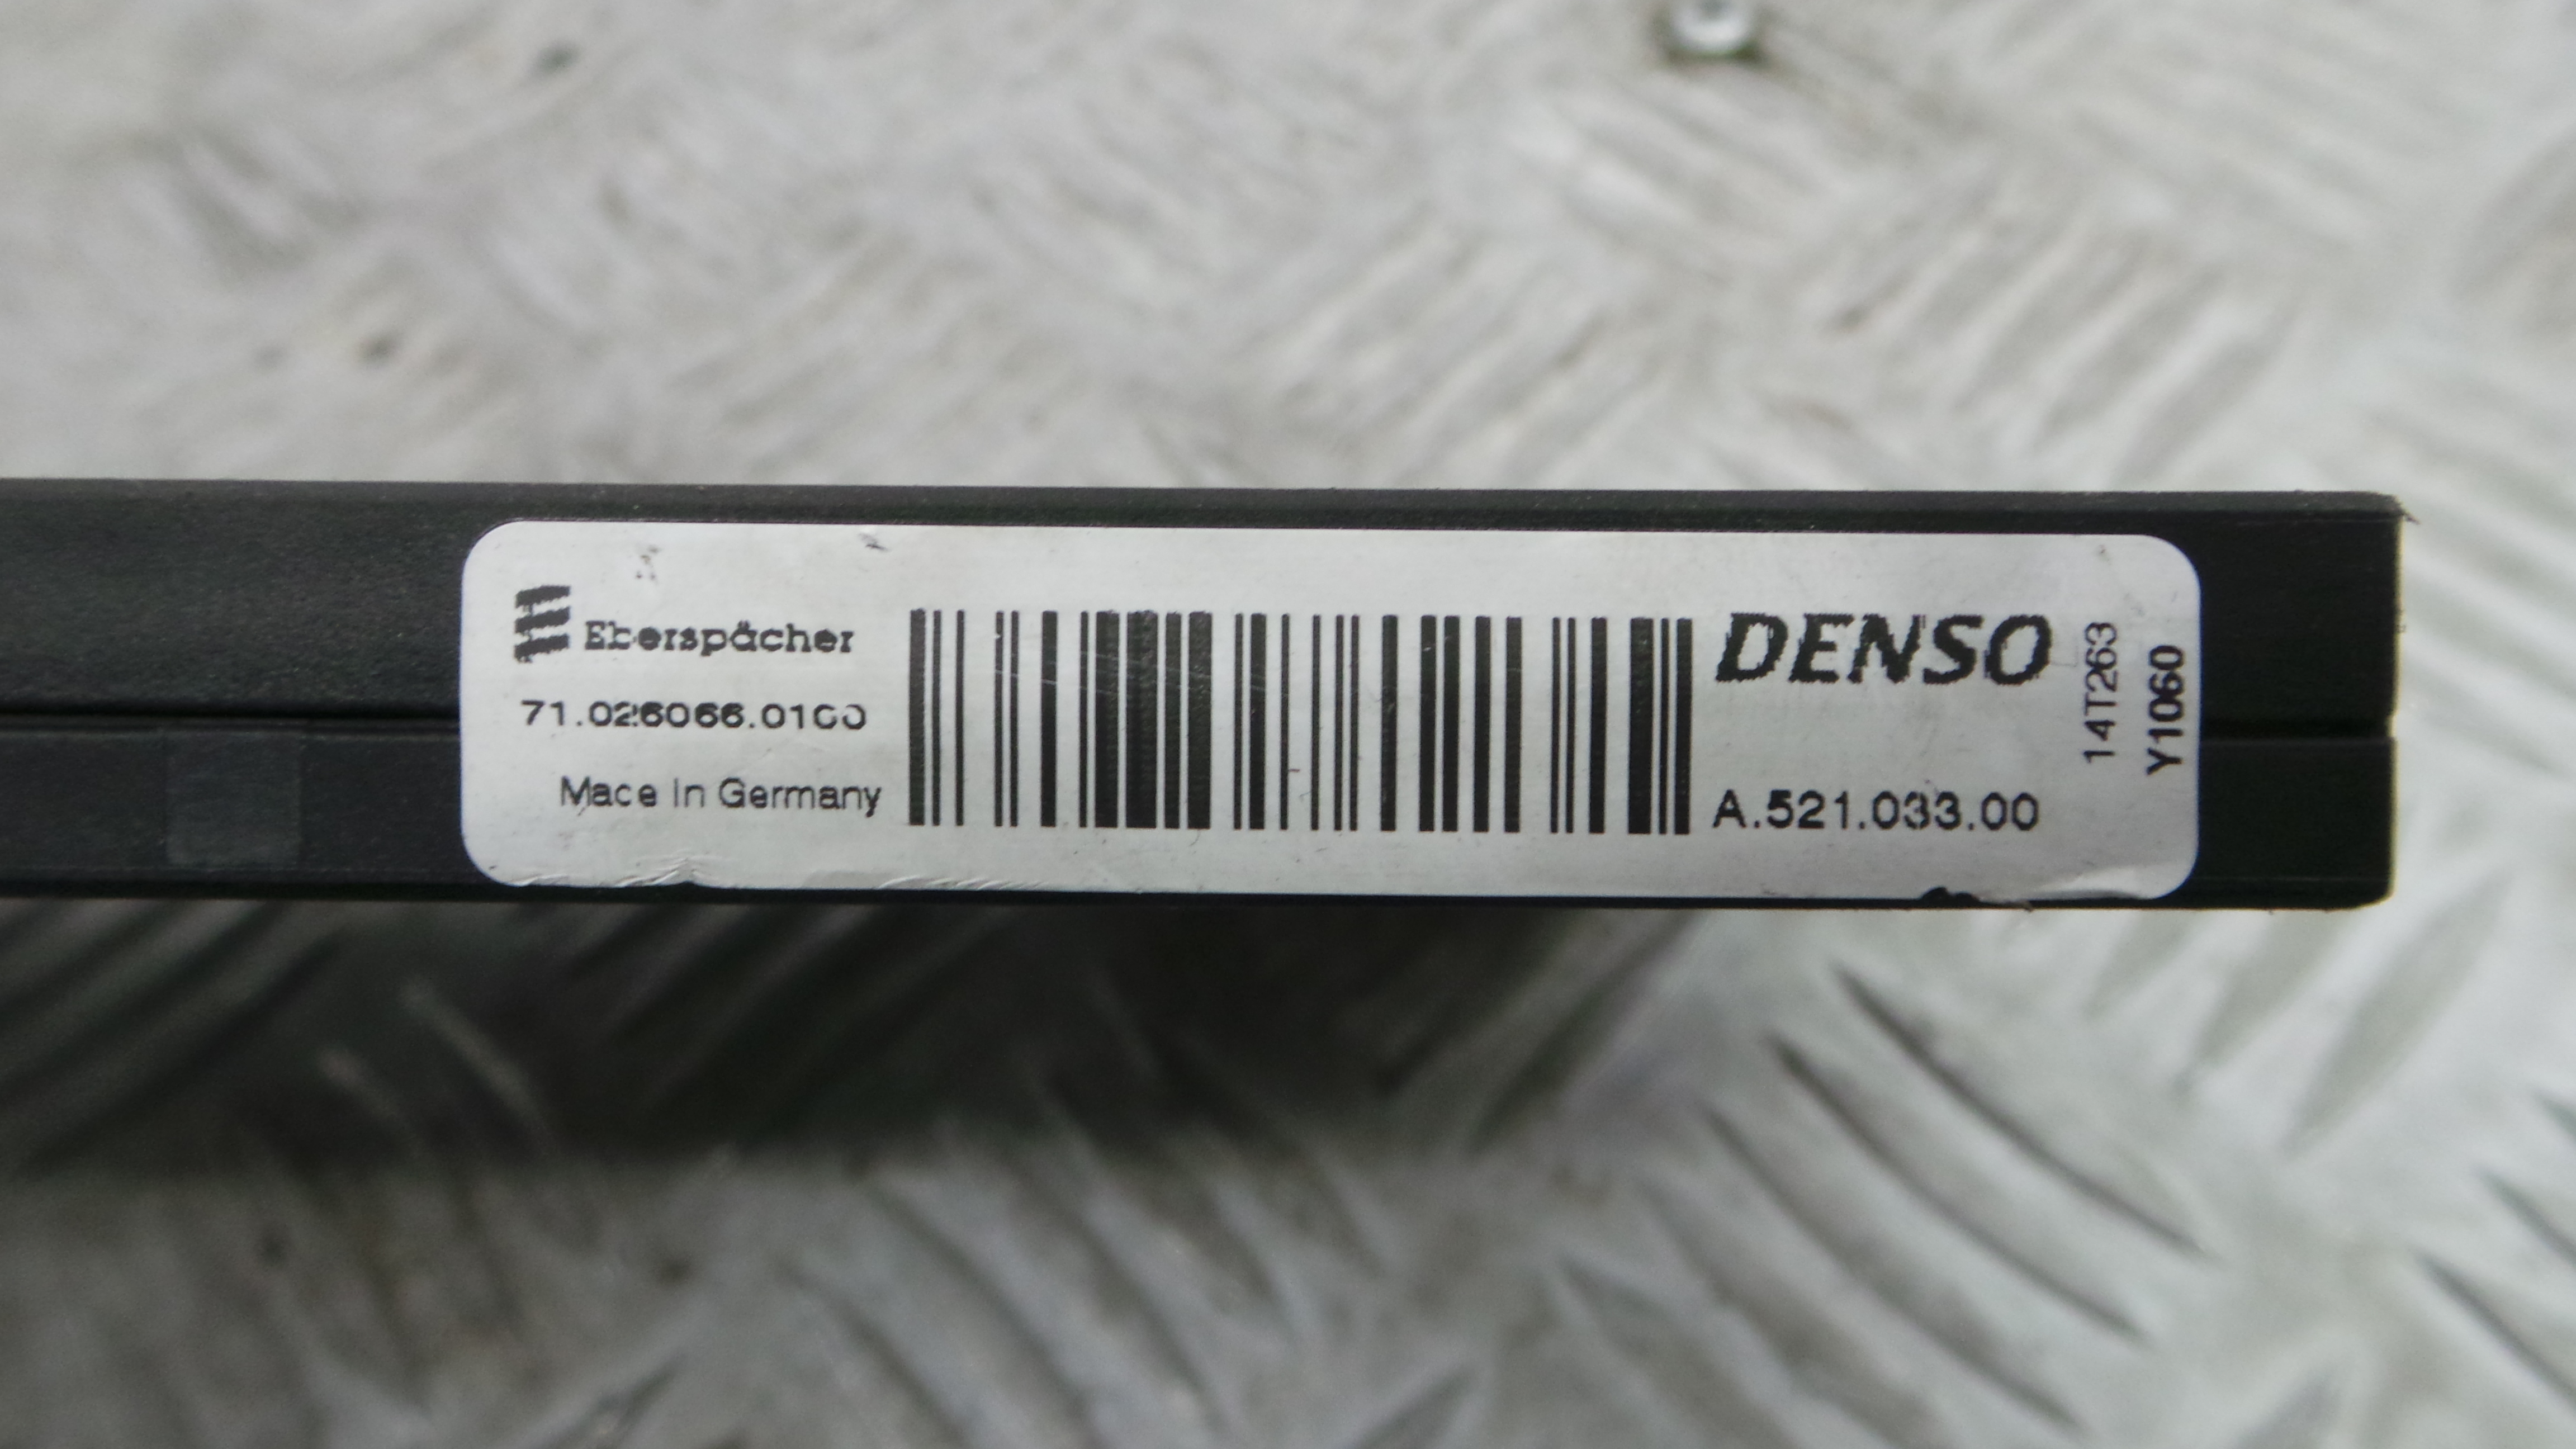 Eberspächer
71.026066.0100
Made In Germany
DENSO
A.521.033.00
14T263
Y1060